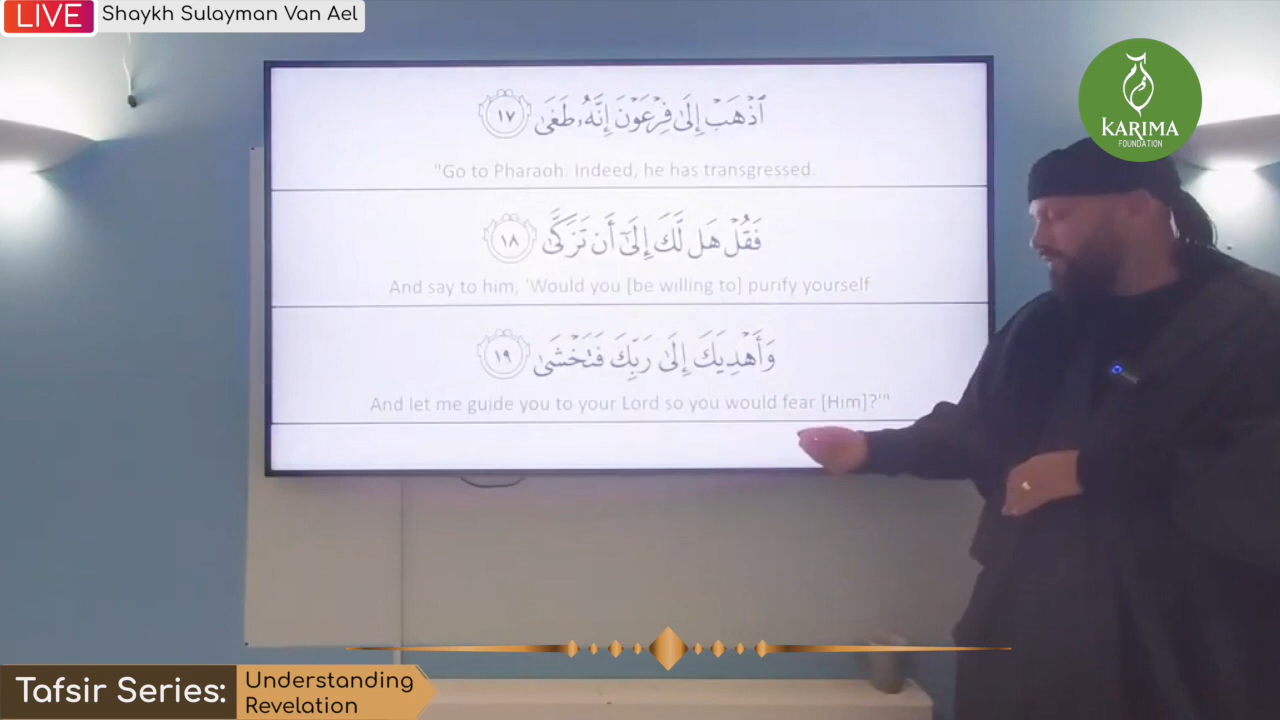 LIVE
Shaykh Sulayman Van Ael
KARIMA
FOUNDATION
ٱذۡهَبۡ إِلَىٰ فِرۡعَوۡنَ إِنَّهُۥ طَغَىٰ ١٧
"Go to Pharaoh. Indeed, he has transgressed.
فَقُلۡ هَل لَّكَ إِلَىٰٓ أَن تَزَكَّىٰ ١٨
And say to him, 'Would you [be willing to] purify yourself
وَأَهۡدِيَكَ إِلَىٰ رَبِّكَ فَتَخۡشَىٰ ١٩
And let me guide you to your Lord so you would fear [Him]?'"
Tafsir Series:
Understanding
Revelation